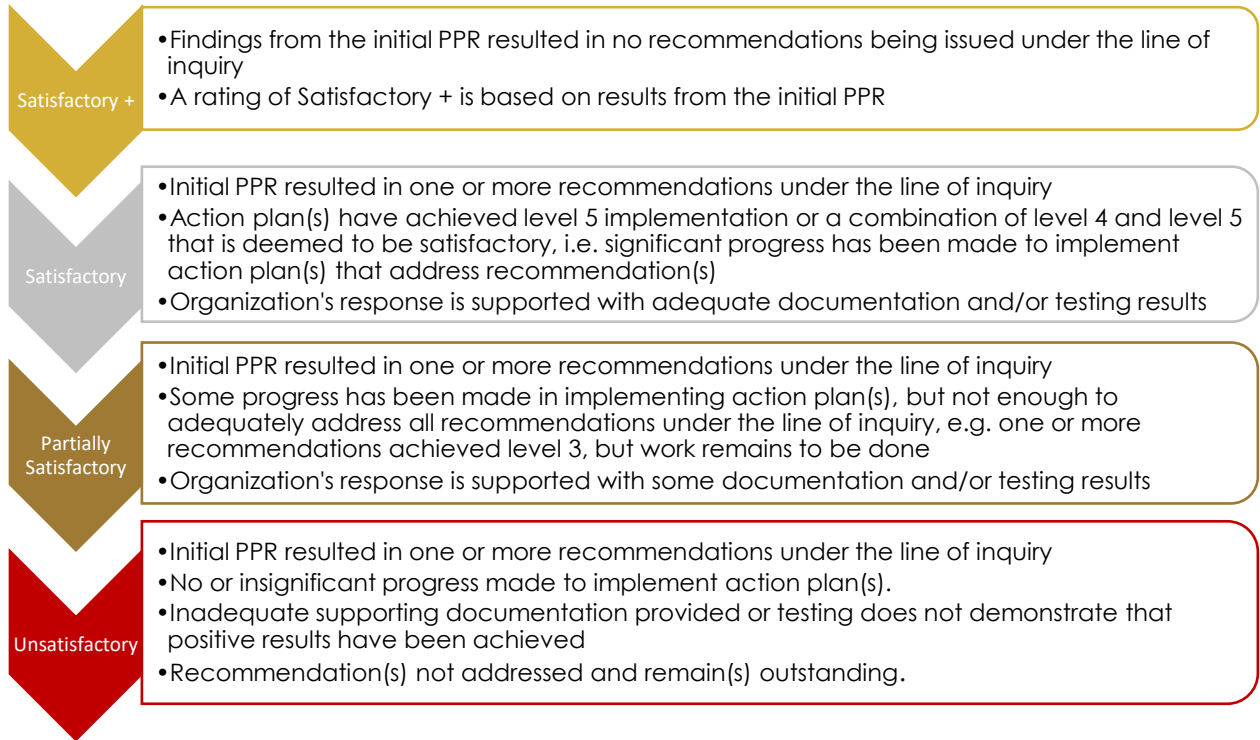 Satisfactory +
•Findings from the initial PPR resulted in no recommendations being issued under the line of
inquiry
•A rating of Satisfactory + is based on results from the initial PPR
Satisfactory
•Initial PPR resulted in one or more recommendations under the line of inquiry
•Action plan(s) have achieved level 5 implementation or a combination of level 4 and level 5
that is deemed to be satisfactory, i.e. significant progress has been made to implement
action plan(s) that address recommendation(s)
•Organization's response is supported with adequate documentation and/or testing results
Partially
Satisfactory
•Initial PPR resulted in one or more recommendations under the line of inquiry
•Some progress has been made in implementing action plan(s), but not enough to
adequately address all recommendations under the line of inquiry, e.g. one or more
recommendations achieved level 3, but work remains to be done
•Organization's response is supported with some documentation and/or testing results
Unsatisfactory
•Initial PPR resulted in one or more recommendations under the line of inquiry
•No or insignificant progress made to implement action plan(s).
•Inadequate supporting documentation provided or testing does not demonstrate that
positive results have been achieved
•Recommendation(s) not addressed and remain(s) outstanding.